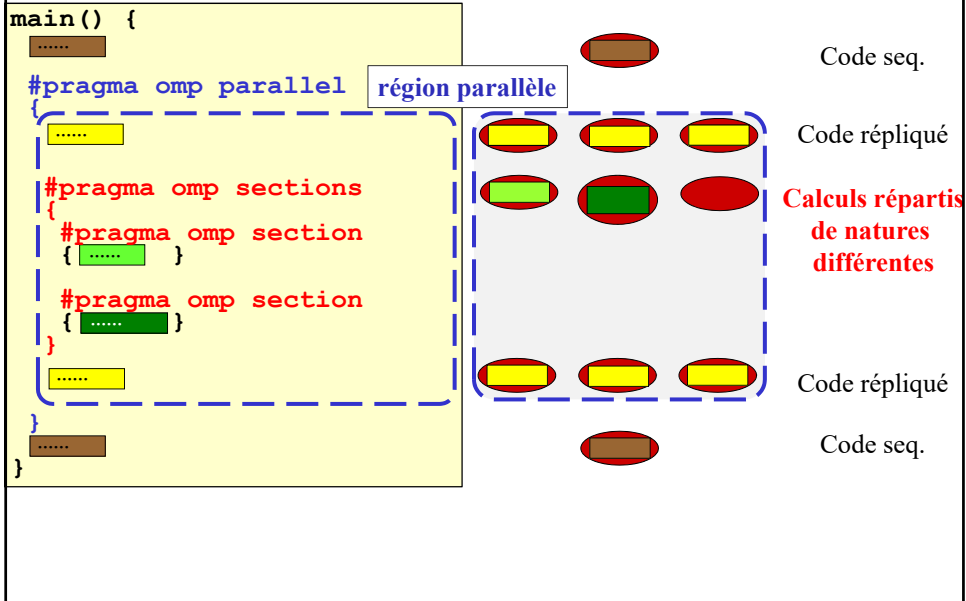 main() {
......
Code seq.
#pragma omp parallel
région parallèle
{
......
Code répliqué
#pragma omp sections
{
#pragma omp section
{ ...... }
Calculs répartis
de natures
différentes
#pragma omp section
{ ...... }
}
......
Code répliqué
}
......
Code seq.
}